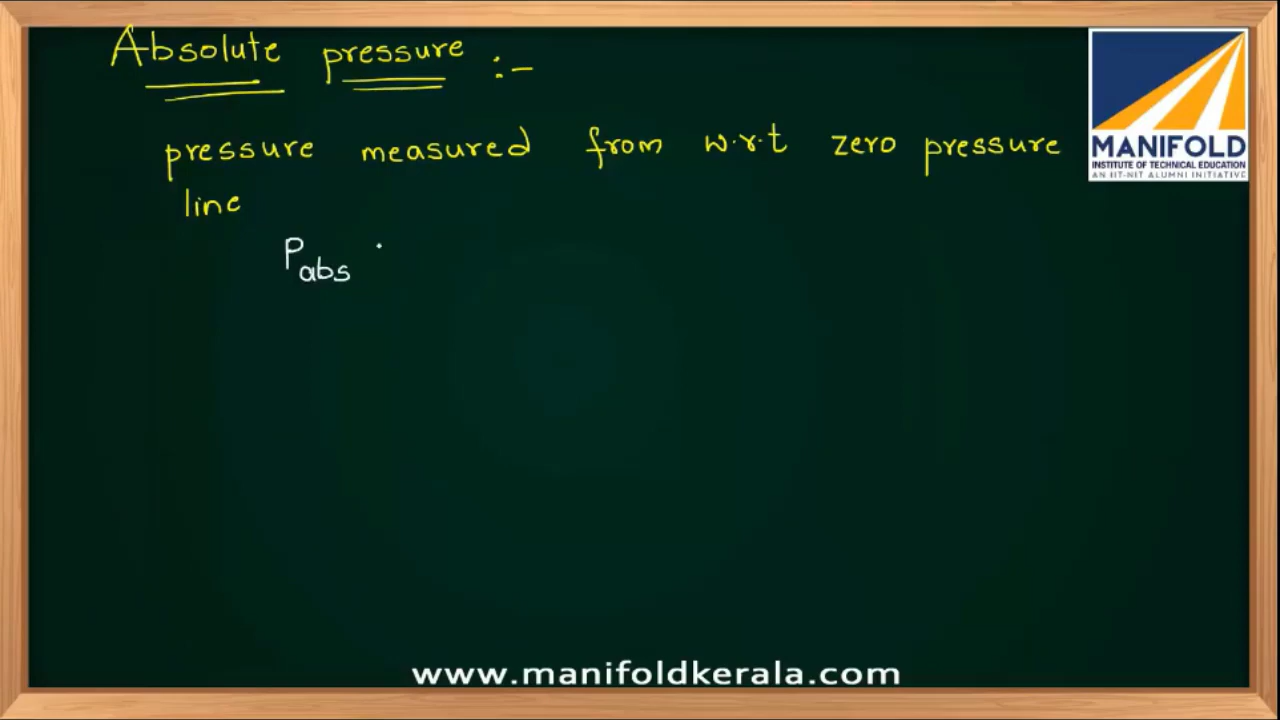 Absolute pressure :-
pressure measured from w.r.t zero pressure
line
Pabs
MANIFOLD
INSTITUTE OF TECHNICAL EDUCATION
AN IIT-NIT ALUMNI INITIATIVE
www.manifoldkerala.com